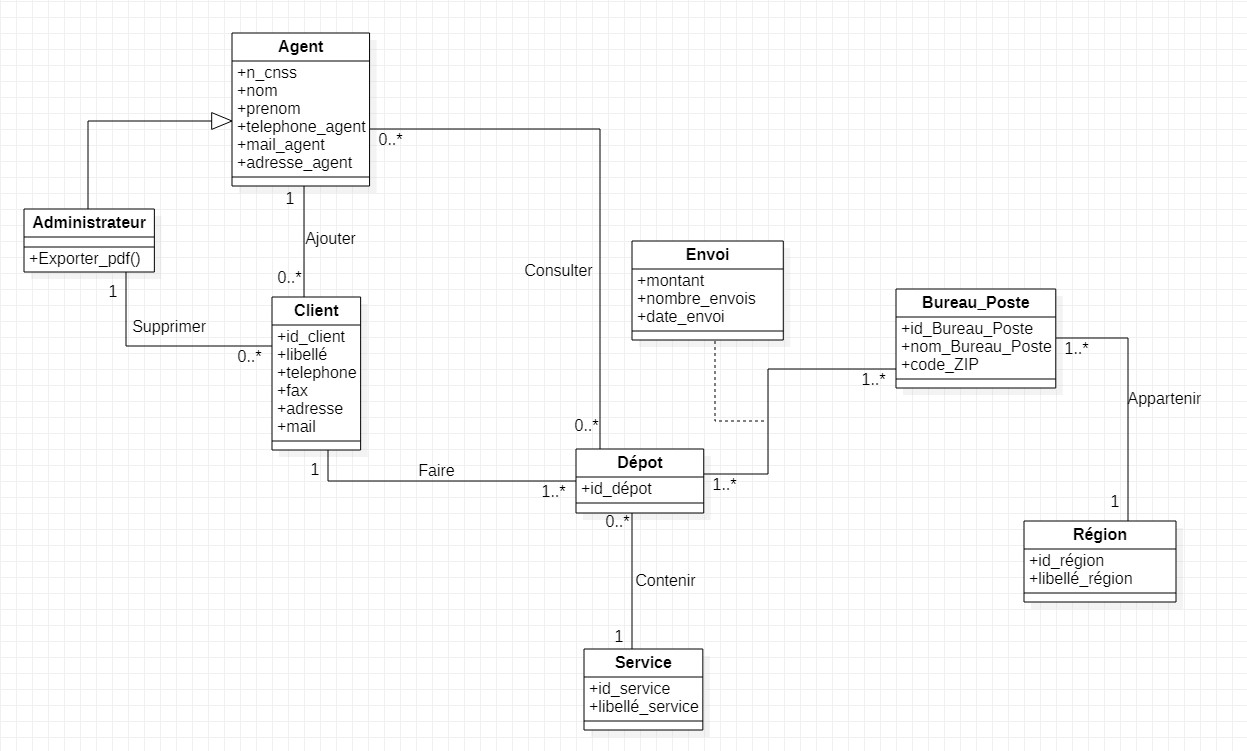 Agent
+n_cnss
+nom
+prenom
+telephone_agent
+mail_agent
+adresse_agent
0..*
1
Ajouter
0..*
Administrateur
+Exporter_pdf()
1
Supprimer
0..*
Client
+id_client
+libellé
+telephone
+fax
+adresse
+mail
1
Faire
1..*
Consulter
0..*
Envoi
+montant
+nombre_envois
+date_envoi
Bureau_Poste
+id_Bureau_Poste
+nom_Bureau_Poste
+code_ZIP
1..*
1..*
Appartenir
1
Dépot
+id_dépot
1..*
0..*
Contenir
1
Région
+id_région
+libellé_région
Service
+id_service
+libellé_service